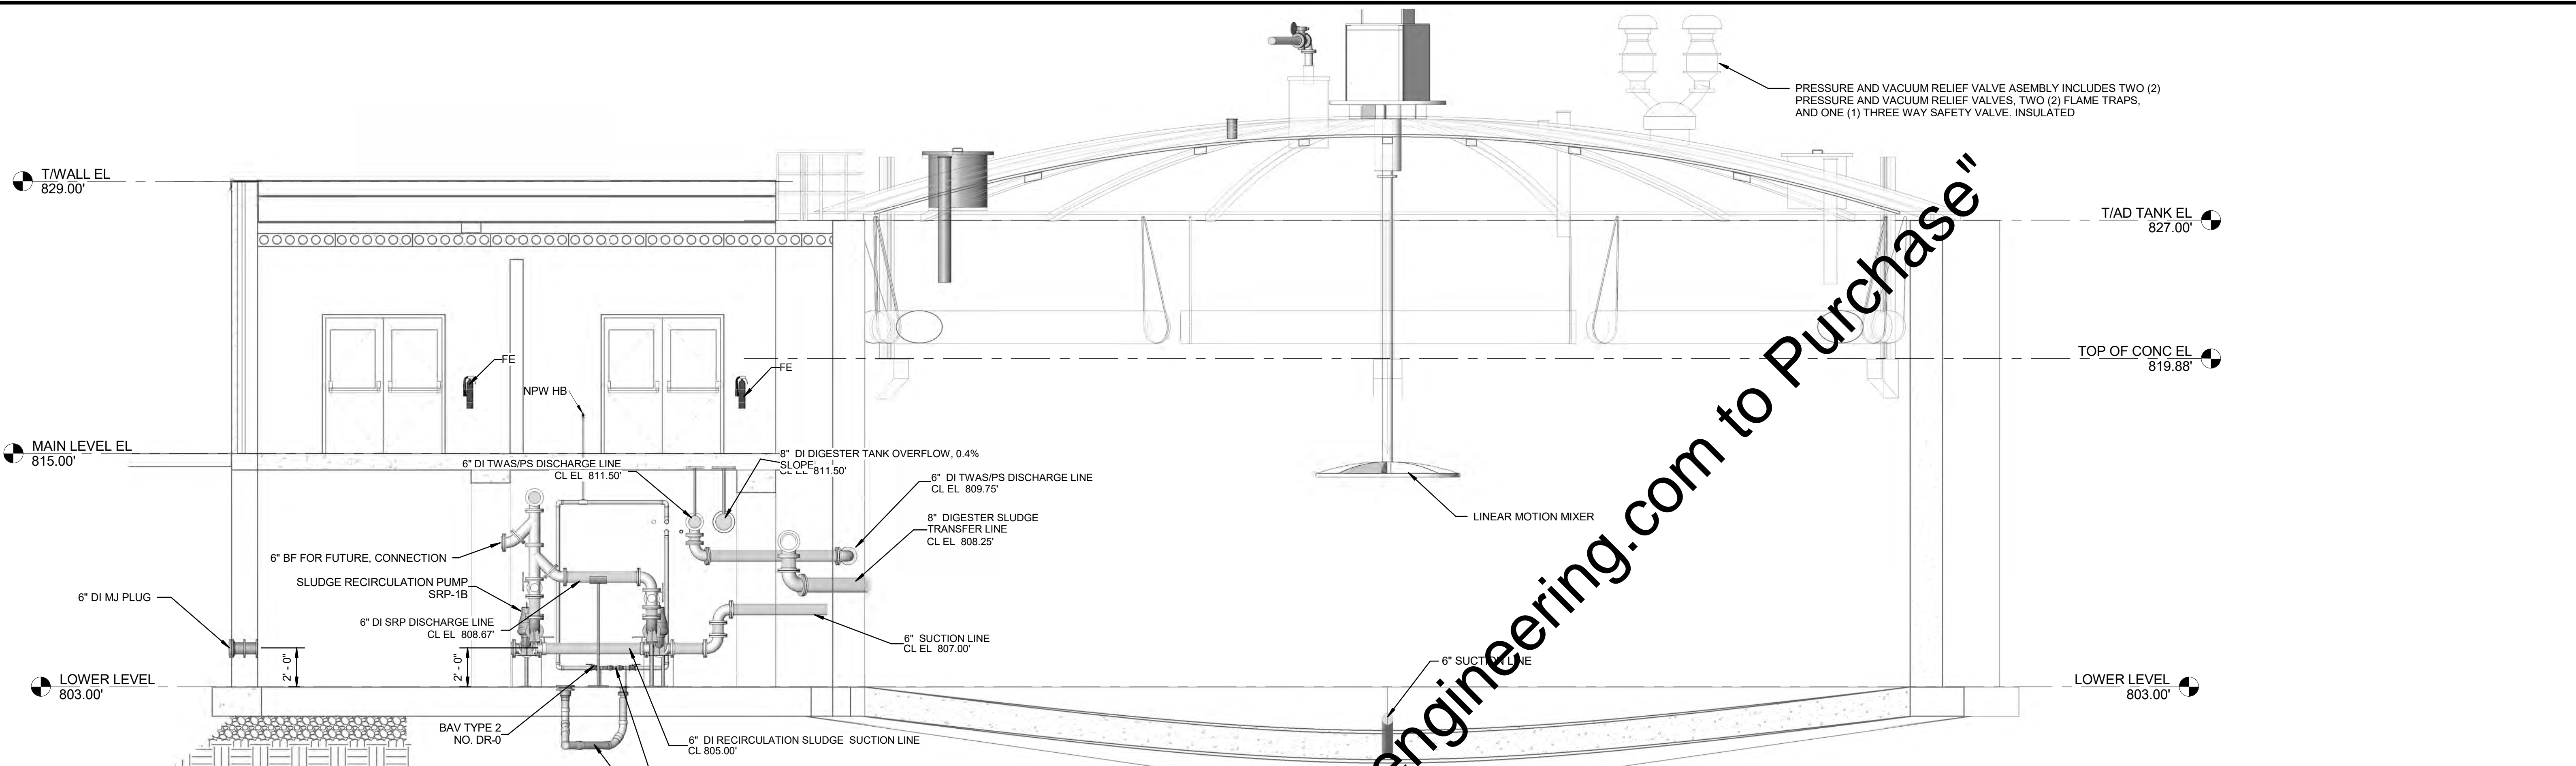 PRESSURE AND VACUUM RELIEF VALVE ASEMBLY INCLUDES TWO (2)
PRESSURE AND VACUUM RELIEF VALVES, TWO (2) FLAME TRAPS,
AND ONE (1) THREE WAY SAFETY VALVE. INSULATED
T/WALL EL
829.00'
T/AD TANK EL
827.00'
TOP OF CONC EL
819.88'
FE
FE
NPW HB
MAIN LEVEL EL
815.00'
6" DI TWAS/PS DISCHARGE LINE
CL EL 811.50'
8" DI DIGESTER TANK OVERFLOW, 0.4%
SLOPE
CL EL 811.50'
6" DI TWAS/PS DISCHARGE LINE
CL EL 809.75'
8" DIGESTER SLUDGE
TRANSFER LINE
CL EL 808.25'
LINEAR MOTION MIXER
6" BF FOR FUTURE, CONNECTION
SLUDGE RECIRCULATION PUMP
SRP-1B
6" DI MJ PLUG
6" DI SRP DISCHARGE LINE
CL EL 808.67'
6" SUCTION LINE
CL EL 807.00'
2' - 0"
2' - 0"
6" SUCTION LINE
LOWER LEVEL
803.00'
LOWER LEVEL
803.00'
BAV TYPE 2
NO. DR-0
6" DI RECIRCULATION SLUDGE SUCTION LINE
CL 805.00'
engineering.com to Purchase"